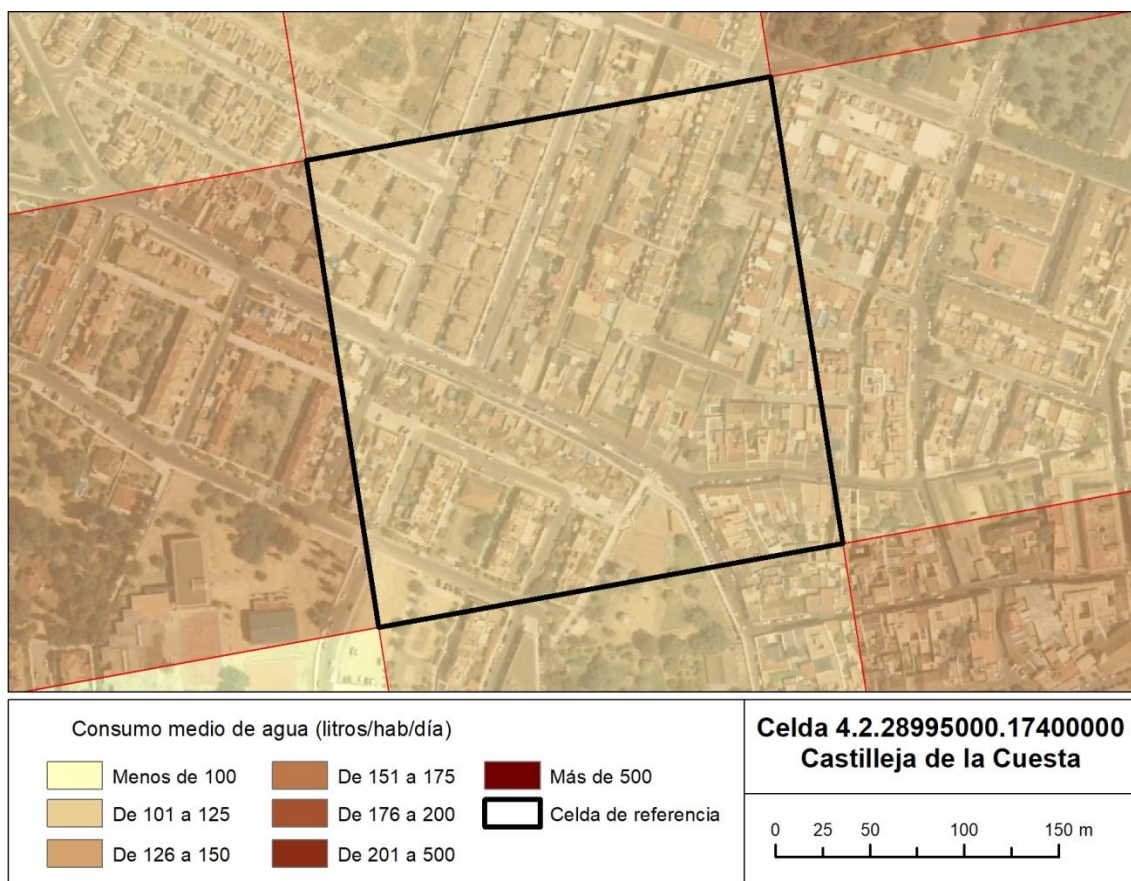 Consumo medio de agua (litros/hab/día)
Menos de 100
De 101 a 125
De 126 a 150
De 151 a 175
De 176 a 200
De 201 a 500
Más de 500
Celda de referencia
Celda 4.2.28995000.17400000
Castilleja de la Cuesta
0 25 50 100 150 m